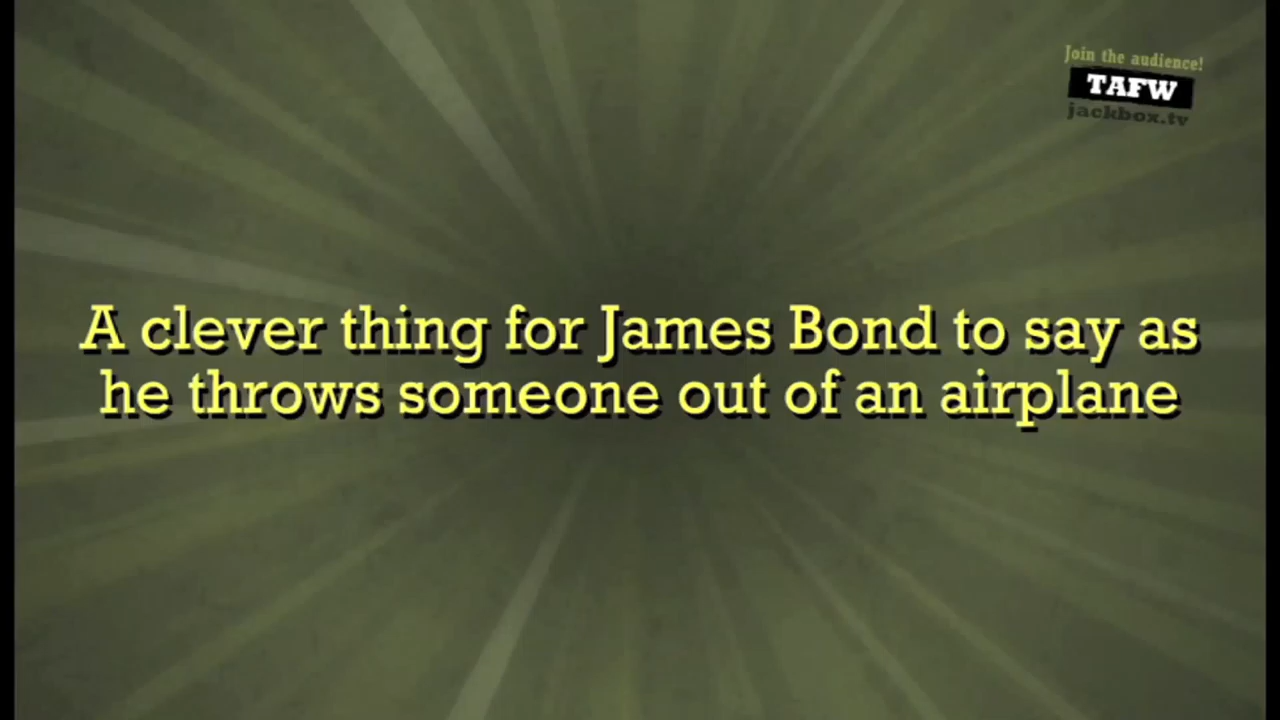 Join the audience!
TAFW
jackbox.tv
A clever thing for James Bond to say as
he throws someone out of an airplane